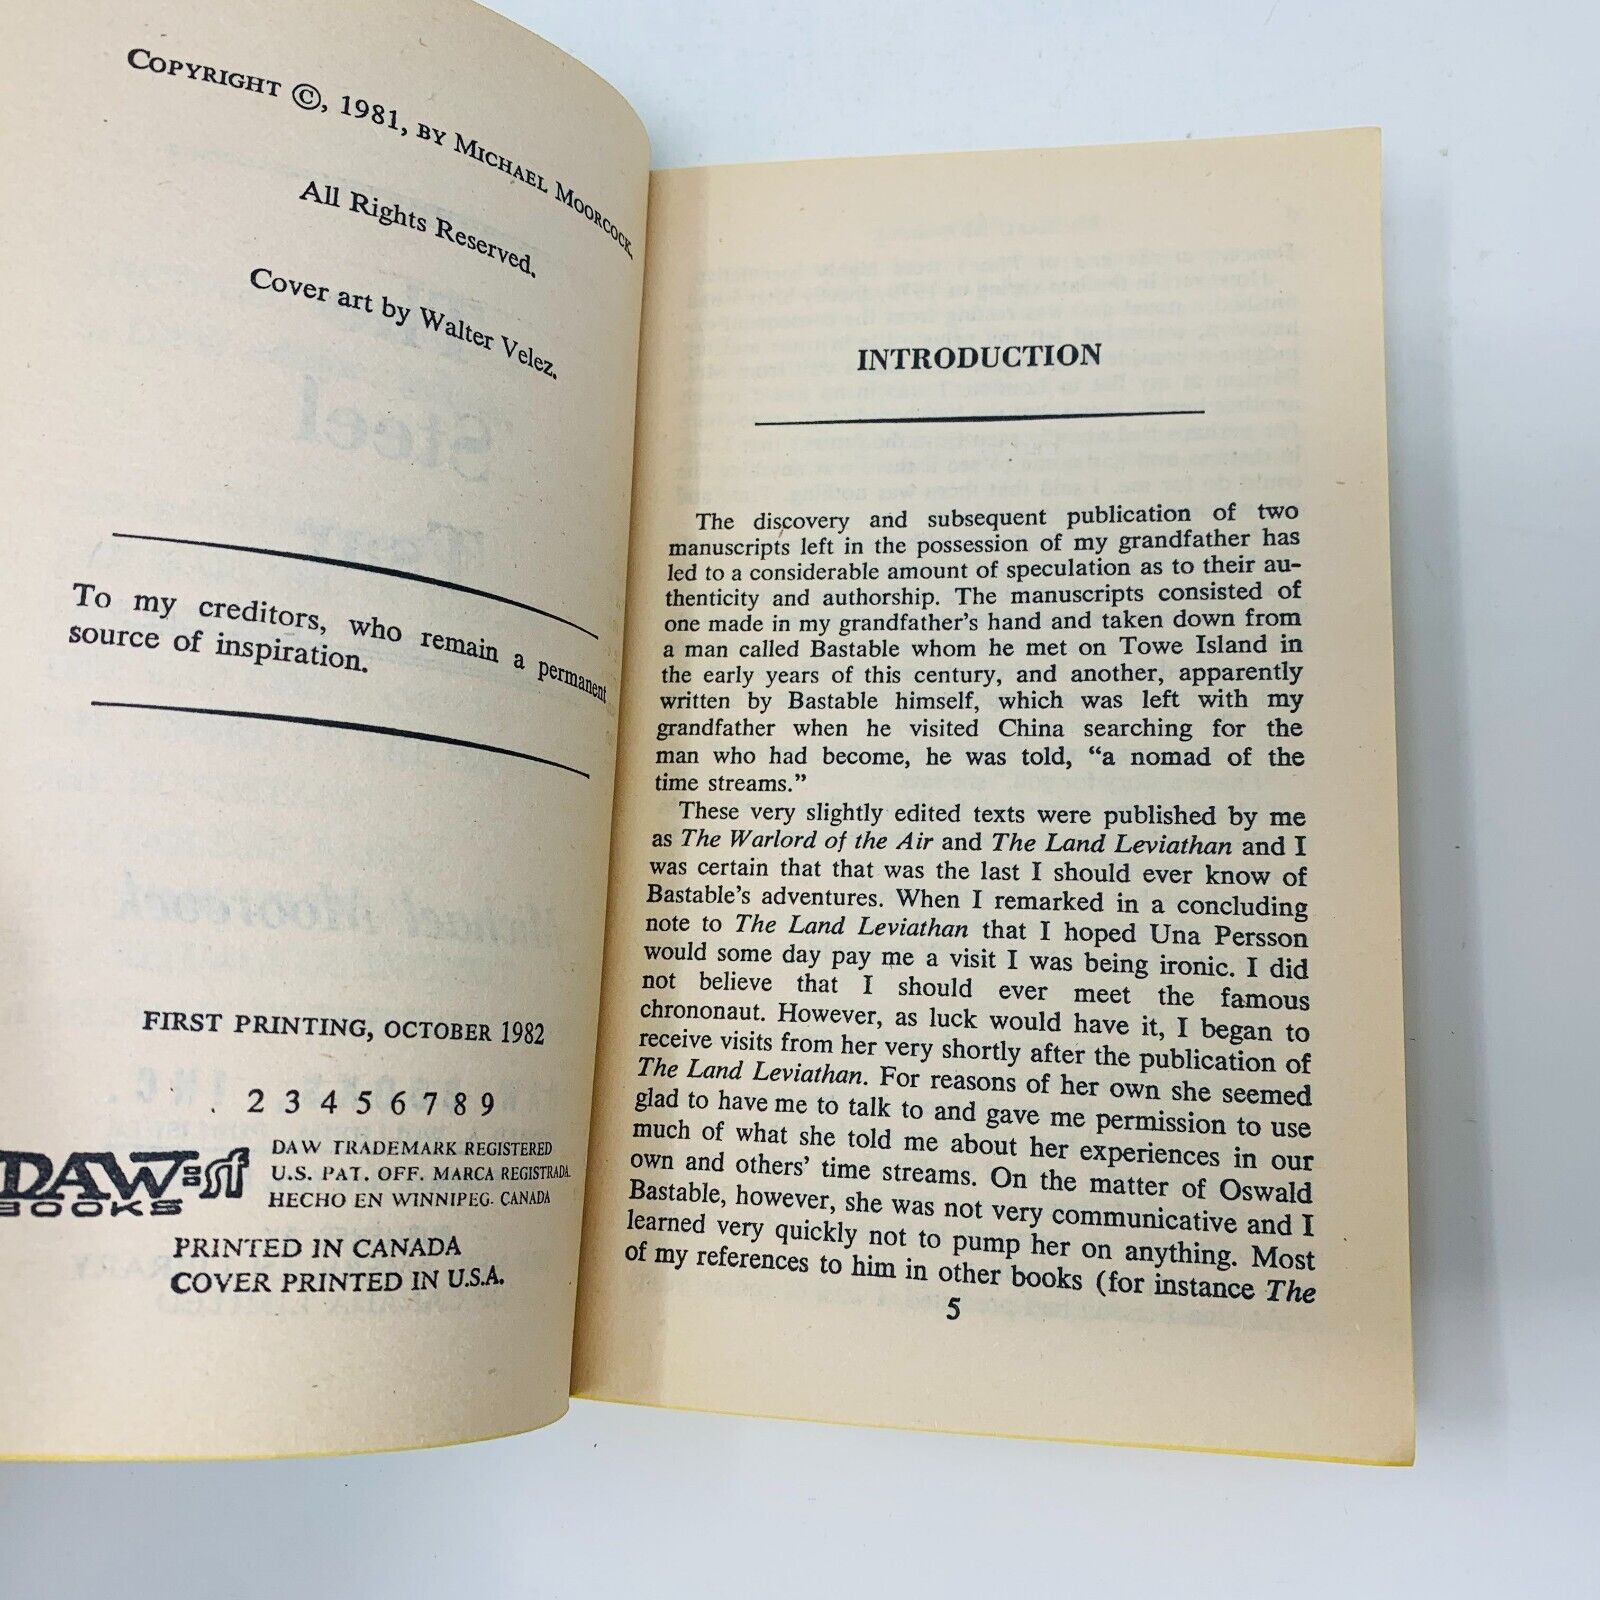 COPYRIGHT ©, 1981, BY MICHAEL MOORCOCK.
All Rights Reserved.
Cover art by Walter Velez.
To my creditors, who remain a permanent
source of inspiration.
FIRST PRINTING, OCTOBER 1982
2 3 4 5 6 7 8 9
DAW sf
BOOKS
DAW TRADEMARK REGISTERED
U.S. PAT. OFF. MARCA REGISTRADA.
HECHO EN WINNIPEG, CANADA
PRINTED IN CANADA
COVER PRINTED IN U.S.A.
INTRODUCTION
The discovery and subsequent publication of two
manuscripts left in the possession of my grandfather has
led to a considerable amount of speculation as to their au-
thenticity and authorship. The manuscripts consisted of
one made in my grandfather's hand and taken down from
a man called Bastable whom he met on Towe Island in
the early years of this century, and another, apparently
written by Bastable himself, which was left with my
grandfather when he visited China searching for the
man who had become, he was told, "a nomad of the
time streams."
These very slightly edited texts were published by me
as The Warlord of the Air and The Land Leviathan and I
was certain that that was the last I should ever know of
Bastable's adventures. When I remarked in a concluding
note to The Land Leviathan that I hoped Una Persson
would some day pay me a visit I was being ironic. I did
not believe that I should ever meet the famous
chrononaut. However, as luck would have it, I began to
receive visits from her very shortly after the publication of
The Land Leviathan. For reasons of her own she seemed
glad to have me to talk to and gave me permission to use
much of what she told me about her experiences in our
own and others' time streams. On the matter of Oswald
Bastable, however, she was not very communicative and I
learned very quickly not to pump her on anything. Most
of my references to him in other books (for instance The
5